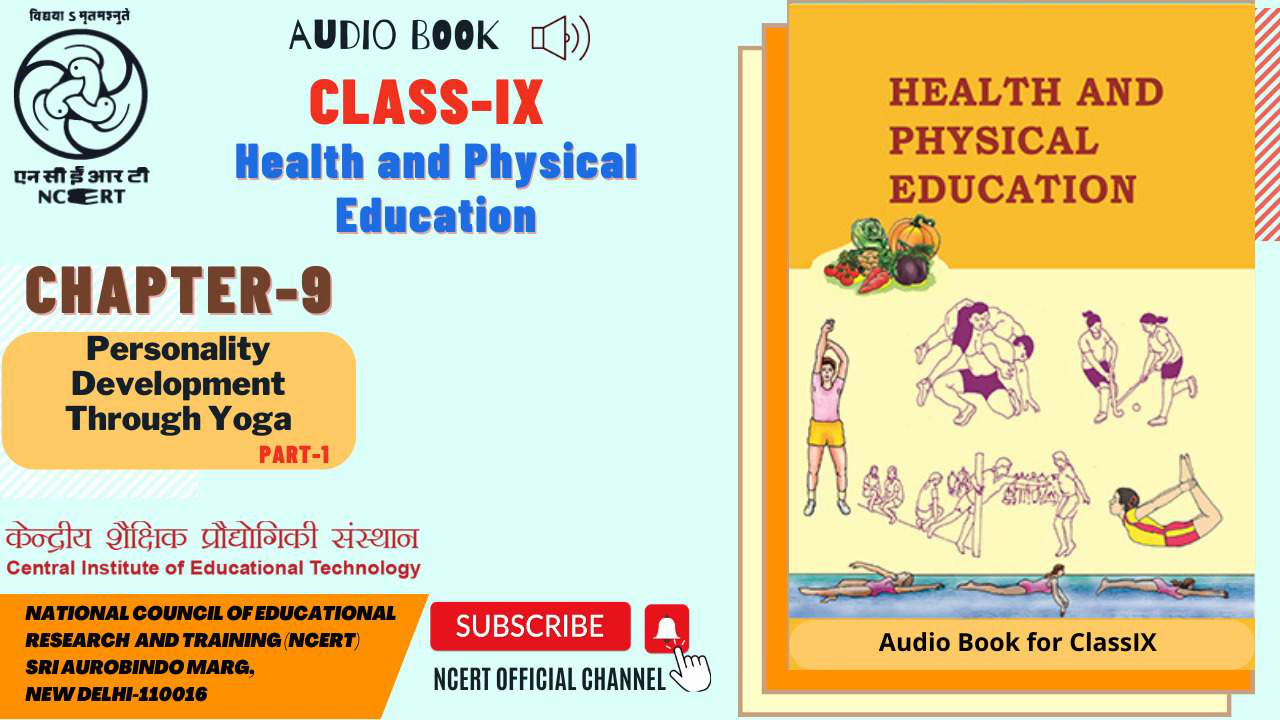 विद्यया ऽ मृतमश्नुते
एन सी ई आर टी
NCERT
AUDIO BOOK
CLASS-IX
Health and Physical
Education
CHAPTER-9
Personality
Development
Through Yoga
PART-1
केन्द्रीय शैक्षिक प्रौद्योगिकी संस्थान
Central Institute of Educational Technology
NATIONAL COUNCIL OF EDUCATIONAL
RESEARCH AND TRAINING (NCERT)
SRI AUROBINDO MARG,
NEW DELHI-110016
SUBSCRIBE
NCERT OFFICIAL CHANNEL
HEALTH AND
PHYSICAL
EDUCATION
Audio Book for ClassIX